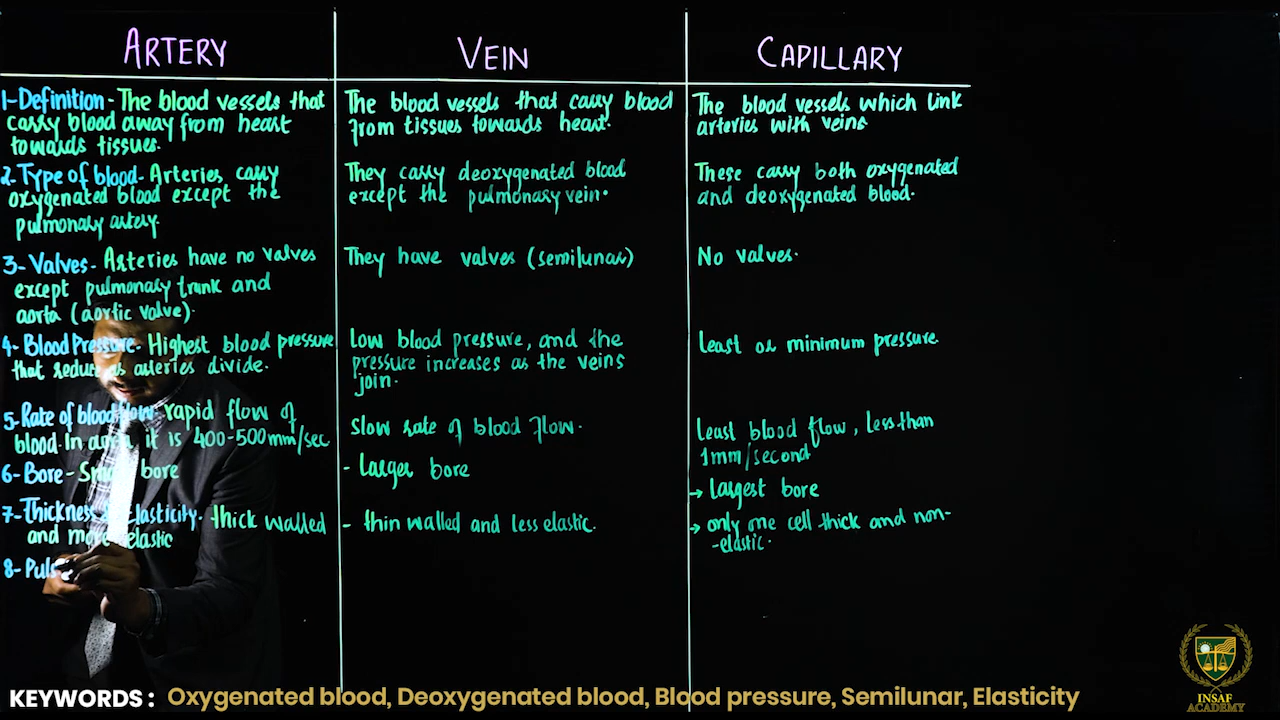 ARTERY
VEIN
CAPILLARY
1-Definition - The blood vessels that
carry blood away from heart
towards tissues.
The blood vessels that carry blood
from tissues towards heart.
The blood vessels which link
arteries with veins
2. Type of blood - Arteries carry
oxygenated blood except the
pulmonary artery.
They carry deoxygenated blood
except the pulmonary vein.
These carry both oxygenated
and deoxygenated blood.
3- Valves - Arteries have no valves
except pulmonary trunk and
aorta (aortic valve).
They have valves (semilunar)
No valves.
4- Blood Pressure - Highest blood pressure
that reduce as arteries divide.
Low blood pressure, and the
pressure increases as the veins
join.
Least or minimum pressure.
5- Rate of blood flow rapid flow of
blood. In it is 400-500mm/sec
Slow rate of blood flow.
Least blood flow, less than
1mm/second
6- Bore - bore
- Larger bore
→ Largest bore
7- Thickness Elasticity - thick walled
and more elastic
- thin walled and less elastic.
→ only one cell thick and non-
-elastic.
8- Puls
KEYWORDS : Oxygenated blood, Deoxygenated blood, Blood pressure, Semilunar, Elasticity
INSAF
ACADEMY